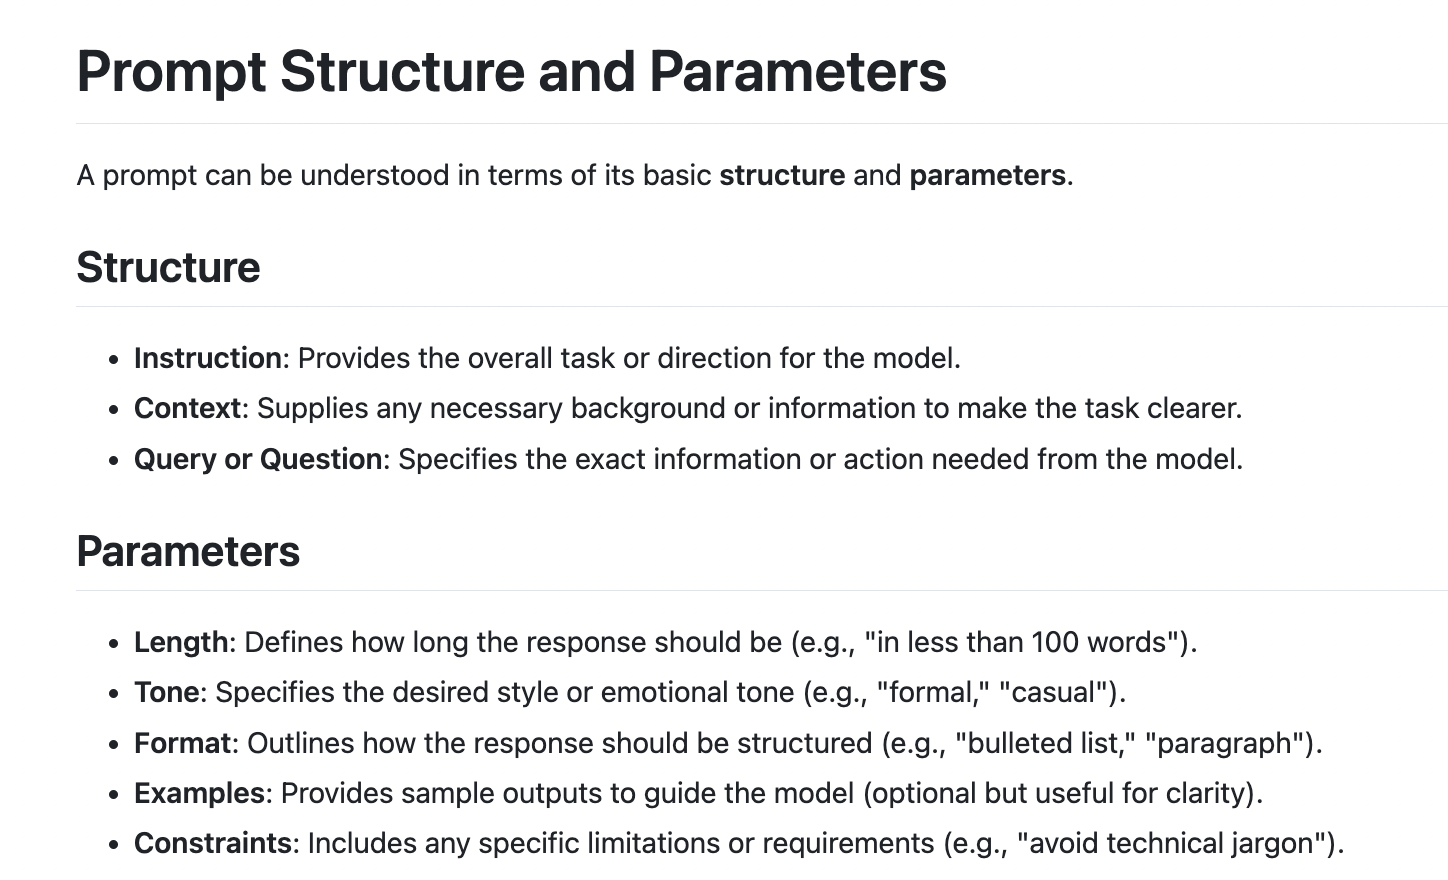 Prompt Structure and Parameters
A prompt can be understood in terms of its basic structure and parameters.
Structure
• Instruction: Provides the overall task or direction for the model.
• Context: Supplies any necessary background or information to make the task clearer.
• Query or Question: Specifies the exact information or action needed from the model.
Parameters
• Length: Defines how long the response should be (e.g., "in less than 100 words").
• Tone: Specifies the desired style or emotional tone (e.g., "formal," "casual").
• Format: Outlines how the response should be structured (e.g., "bulleted list," "paragraph").
• Examples: Provides sample outputs to guide the model (optional but useful for clarity).
• Constraints: Includes any specific limitations or requirements (e.g., "avoid technical jargon").